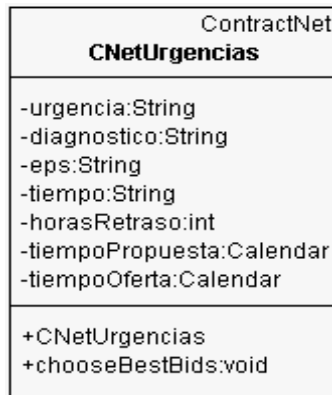 ContractNet
CNetUrgencias
-urgencia:String
-diagnostico:String
-eps:String
-tiempo:String
-horasRetraso:int
-tiempoPropuesta:Calendar
-tiempoOferta:Calendar
+CNetUrgencias
+chooseBestBids:void